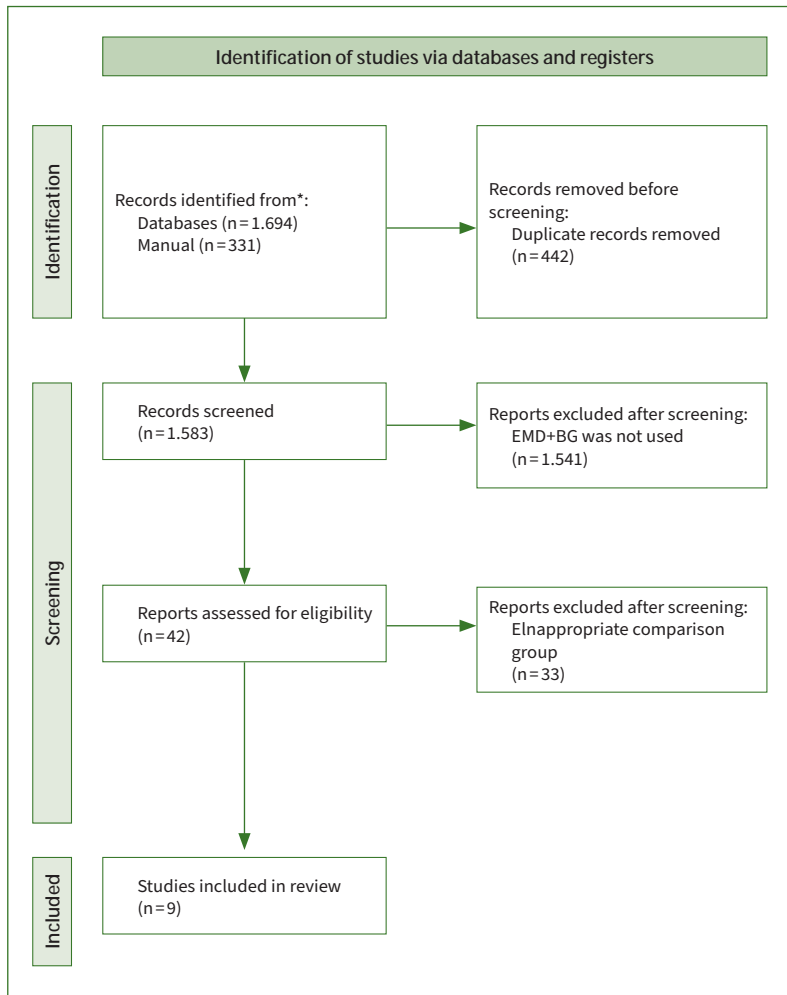 Identification of studies via databases and registers
Identification
Records identified from*:
Databases (n=1.694)
Manual (n=331)
Records removed before
screening:
Duplicate records removed
(n=442)
Screening
Records screened
(n=1.583)
Reports excluded after screening:
EMD+BG was not used
(n=1.541)
Reports assessed for eligibility
(n=42)
Reports excluded after screening:
Elnappropriate comparison
group
(n=33)
Included
Studies included in review
(n=9)